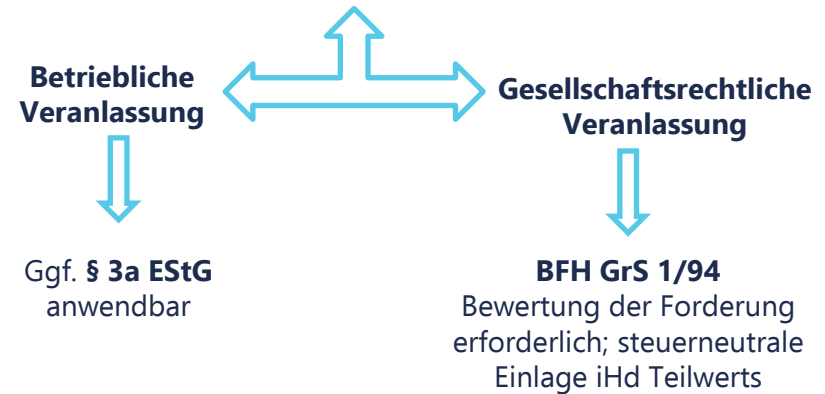 Betriebliche
Veranlassung
Gesellschaftsrechtliche
Veranlassung
Ggf. § 3a EStG
anwendbar
BFH GrS 1/94
Bewertung der Forderung
erforderlich; steuerneutrale
Einlage iHd Teilwerts